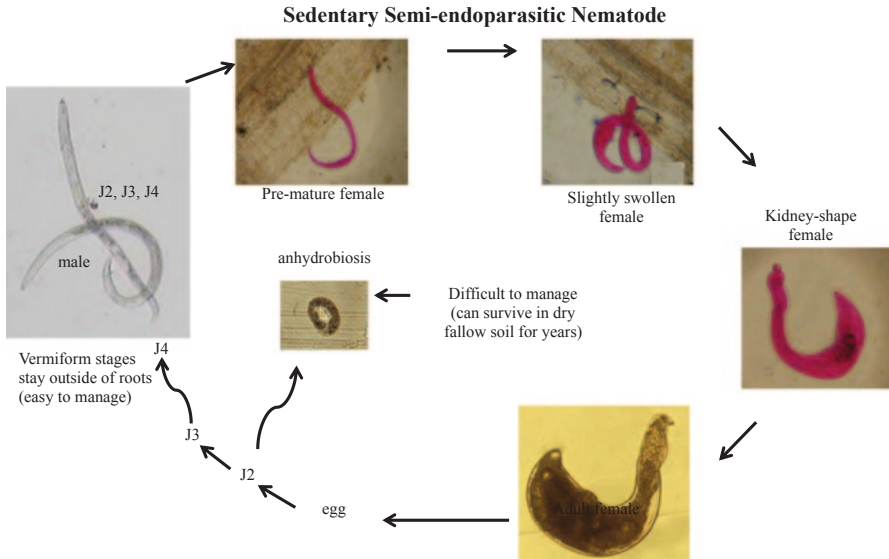 Sedentary Semi-endoparasitic Nematode
J2, J3, J4
male
Vermiform stages
stay outside of roots
(easy to manage)
Pre-mature female
Slightly swollen
female
Kidney-shape
female
anhydrobiosis
Difficult to manage
(can survive in dry
fallow soil for years)
J4
J3
J2
egg
Adult female